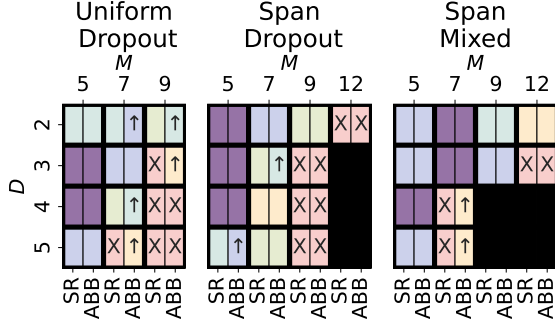 Uniform Dropout
Span Dropout
Span Mixed
M
M
M
5 7 9
5 7 9 12
5 7 9 12
D
2
↑ ↑
X X
3
X ↑
↑ X X
X X
4
↑ X X
X X
X ↑
5
X ↑ X X
↑ X X
X ↑
SR ABB SR ABB SR ABB
SR ABB SR ABB SR ABB SR ABB
SR ABB SR ABB SR ABB SR ABB